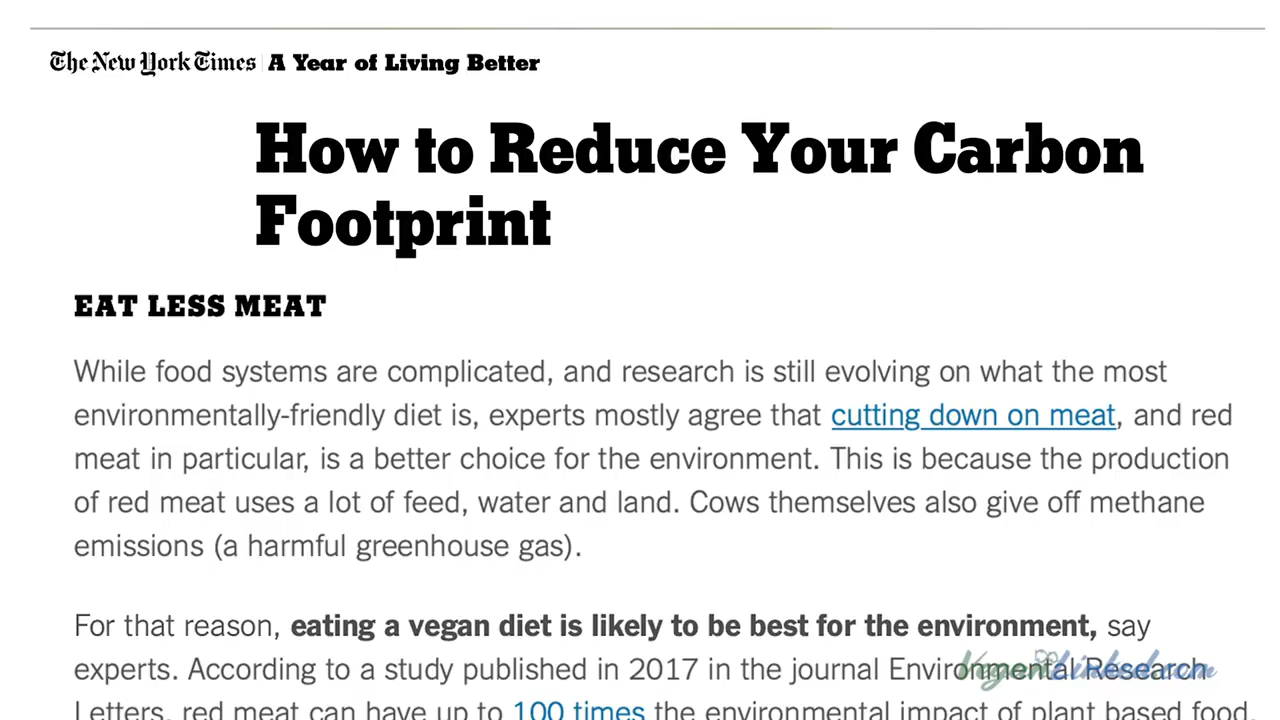 The New York Times | A Year of Living Better
How to Reduce Your Carbon
Footprint
EAT LESS MEAT
While food systems are complicated, and research is still evolving on what the most
environmentally-friendly diet is, experts mostly agree that cutting down on meat, and red
meat in particular, is a better choice for the environment. This is because the production
of red meat uses a lot of feed, water and land. Cows themselves also give off methane
emissions (a harmful greenhouse gas).
For that reason, eating a vegan diet is likely to be best for the environment, say
experts. According to a study published in 2017 in the journal Environmental Research
VeganLinked.com
Letters, red meat can have up to 100 times the environmental impact of plant based food.